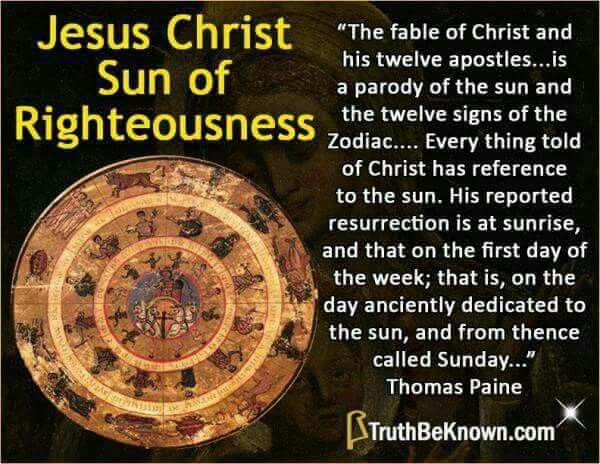 Jesus Christ
Sun of
Righteousness
“The fable of Christ and
his twelve apostles...is
a parody of the sun and
the twelve signs of the
Zodiac.... Every thing told
of Christ has reference
to the sun. His reported
resurrection is at sunrise,
and that on the first day of
the week; that is, on the
day anciently dedicated to
the sun, and from thence
called Sunday...”
Thomas Paine
TruthBeKnown.com